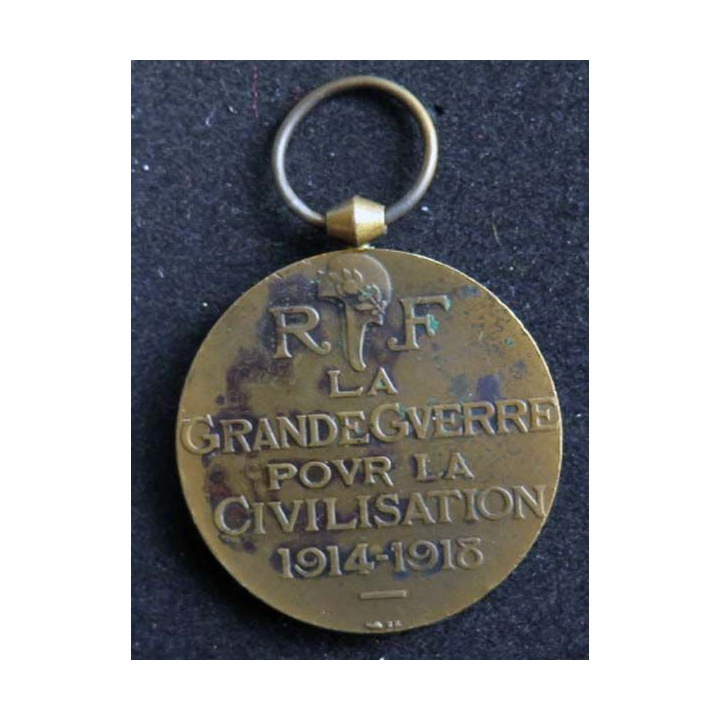 R F
LA
GRANDE GVERRE
POVR LA
CIVILISATION
1914-1918